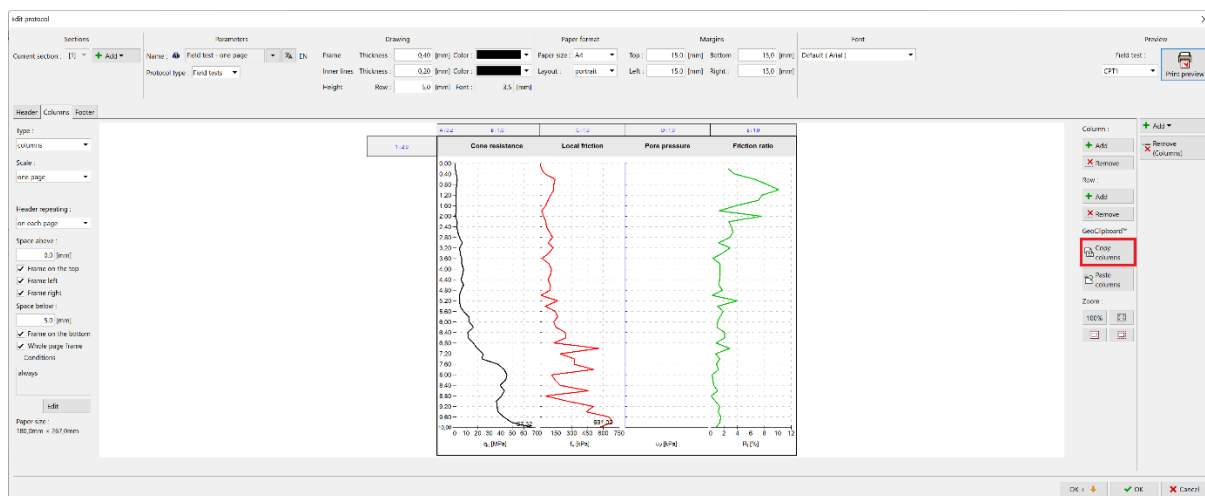 Edit protocol
Sections
Parameters
Drawing
Paper format
Margins
Font
Preview
Current section : [1] Add
Name : Field test - one page EN
Protocol type : Field tests
Frame Thickness : 0,40 [mm] Color :
Inner lines Thickness : 0,20 [mm] Color :
Height Row : 5,0 [mm] Font : 3,5 [mm]
Paper size : A4
Layout : portrait
Top : 15,0 [mm] Bottom : 15,0 [mm]
Left : 15,0 [mm] Right : 15,0 [mm]
Default (Arial)
Field test :
CPT1
Print preview
Header Columns Footer
Type :
columns
Scale :
one page
Header repeating :
on each page
Space above :
0,0 [mm]
Frame on the top
Frame left
Frame right
Space below :
5,0 [mm]
Frame on the bottom
Whole page frame
Conditions
always
Edit
Paper size :
180,0mm × 267,0mm
Cone resistance Local friction Pore pressure Friction ratio
0.00
0.40
0.80
1.20
1.60
2.00
2.40
2.80
3.20
3.60
4.00
4.40
4.80
5.20
5.60
6.00
6.40
6.80
7.20
7.60
8.00
8.40
8.80
9.20
9.60
10.00
0 10 20 30 40 50 60 70
0 150 300 450 600 750
0 2 4 6 8 10 12
[MPa]
[kPa]
[kPa]
[%]
Column :
Add
Remove
Row :
Add
Remove
GeoClipboard™
Copy columns
Paste columns
Zoom :
100%
Add
Remove (Columns)
OK + OK Cancel